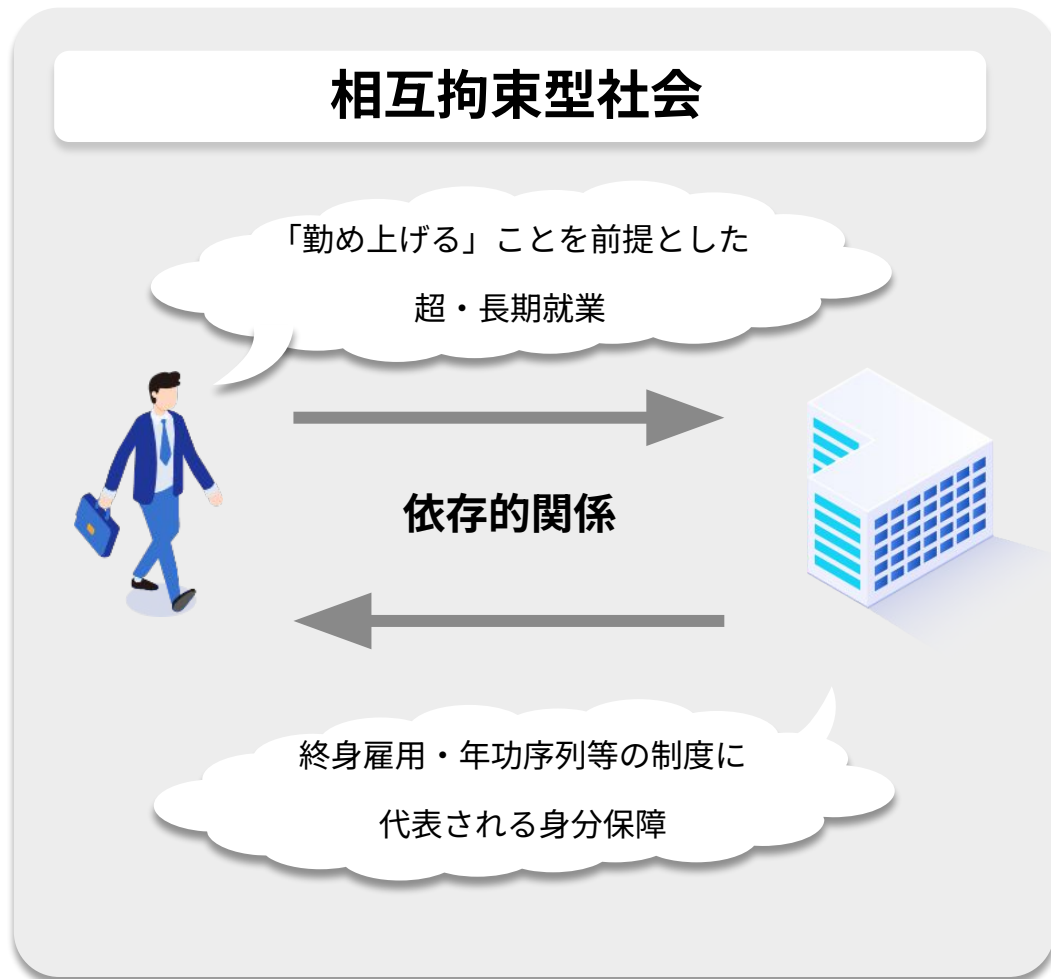 相互拘束型社会
「勤め上げる」ことを前提とした
超・長期就業
依存的関係
終身雇用・年功序列等の制度に
代表される身分保障